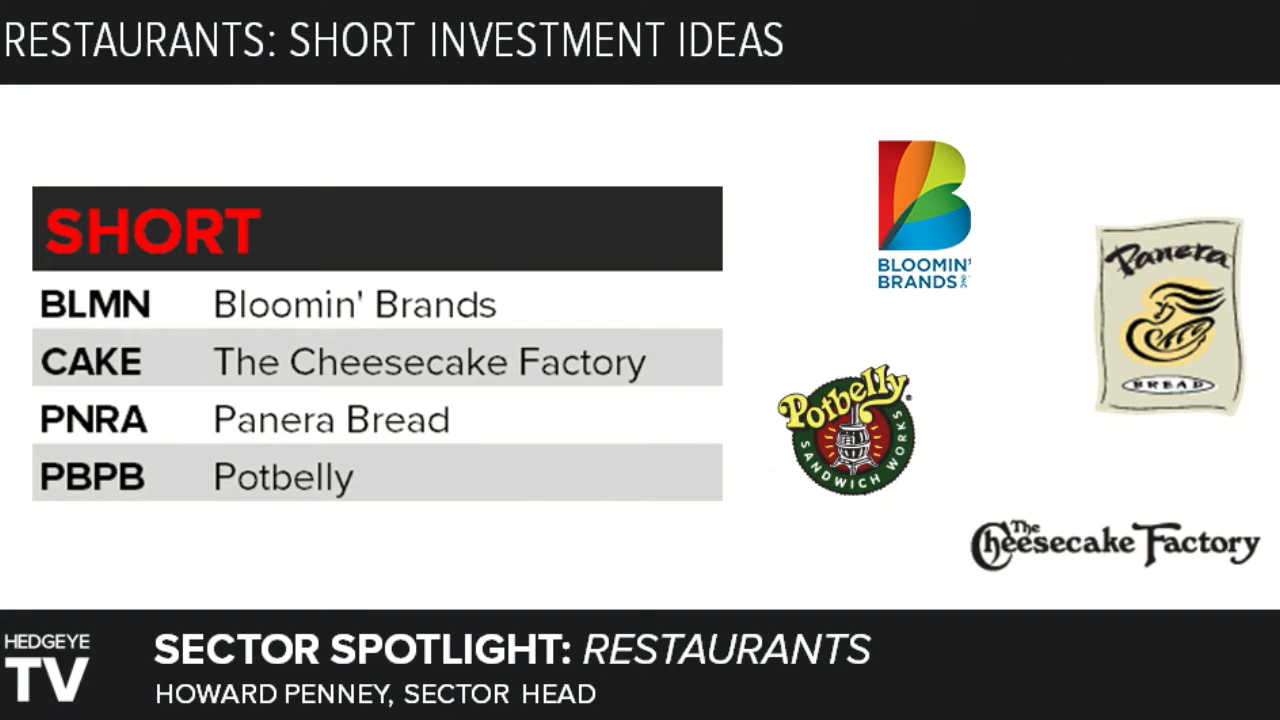 RESTAURANTS: SHORT INVESTMENT IDEAS
SHORT
BLMN Bloomin' Brands
CAKE The Cheesecake Factory
PNRA Panera Bread
PBPB Potbelly
BLOOMIN'
BRANDS
Panera
BREAD
Potbelly
SANDWICH WORKS
The
Cheesecake Factory
HEDGEYE
TV
SECTOR SPOTLIGHT: RESTAURANTS
HOWARD PENNEY, SECTOR HEAD